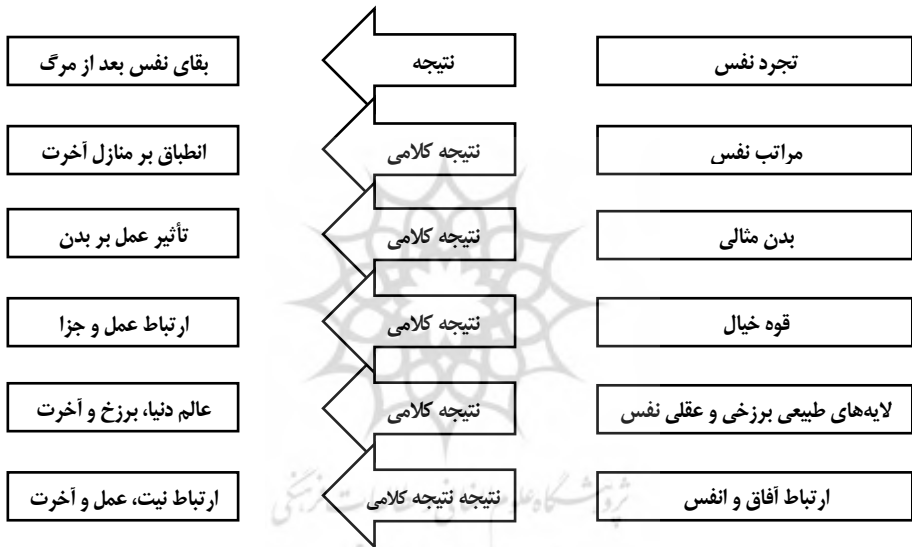 تجرد نفس
نتیجه
بقای نفس بعد از مرگ
مراتب نفس
نتیجه کلامی
انطباق بر منازل آخرت
بدن مثالی
نتیجه کلامی
تأثیر عمل بر بدن
قوه خیال
نتیجه کلامی
ارتباط عمل و جزا
لایه‌های طبیعی برزخی و عقلی نفس
نتیجه کلامی
عالم دنیا، برزخ و آخرت
ارتباط آفاق و انفس
نتیجه نتیجه کلامی
ارتباط نیت، عمل و آخرت